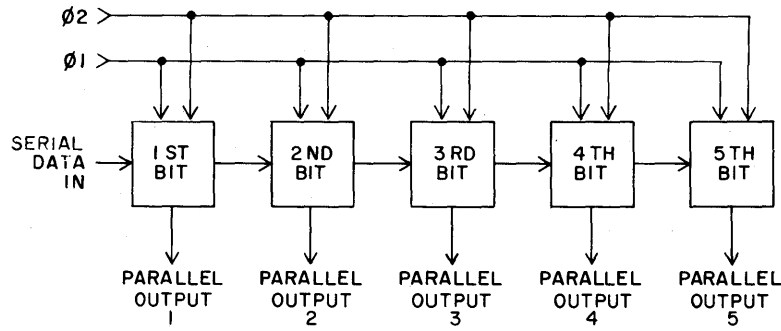 Ø2
Ø1
SERIAL
DATA
IN
1 ST
BIT
2 ND
BIT
3 RD
BIT
4 TH
BIT
5 TH
BIT
PARALLEL
OUTPUT
1
PARALLEL
OUTPUT
2
PARALLEL
OUTPUT
3
PARALLEL
OUTPUT
4
PARALLEL
OUTPUT
5